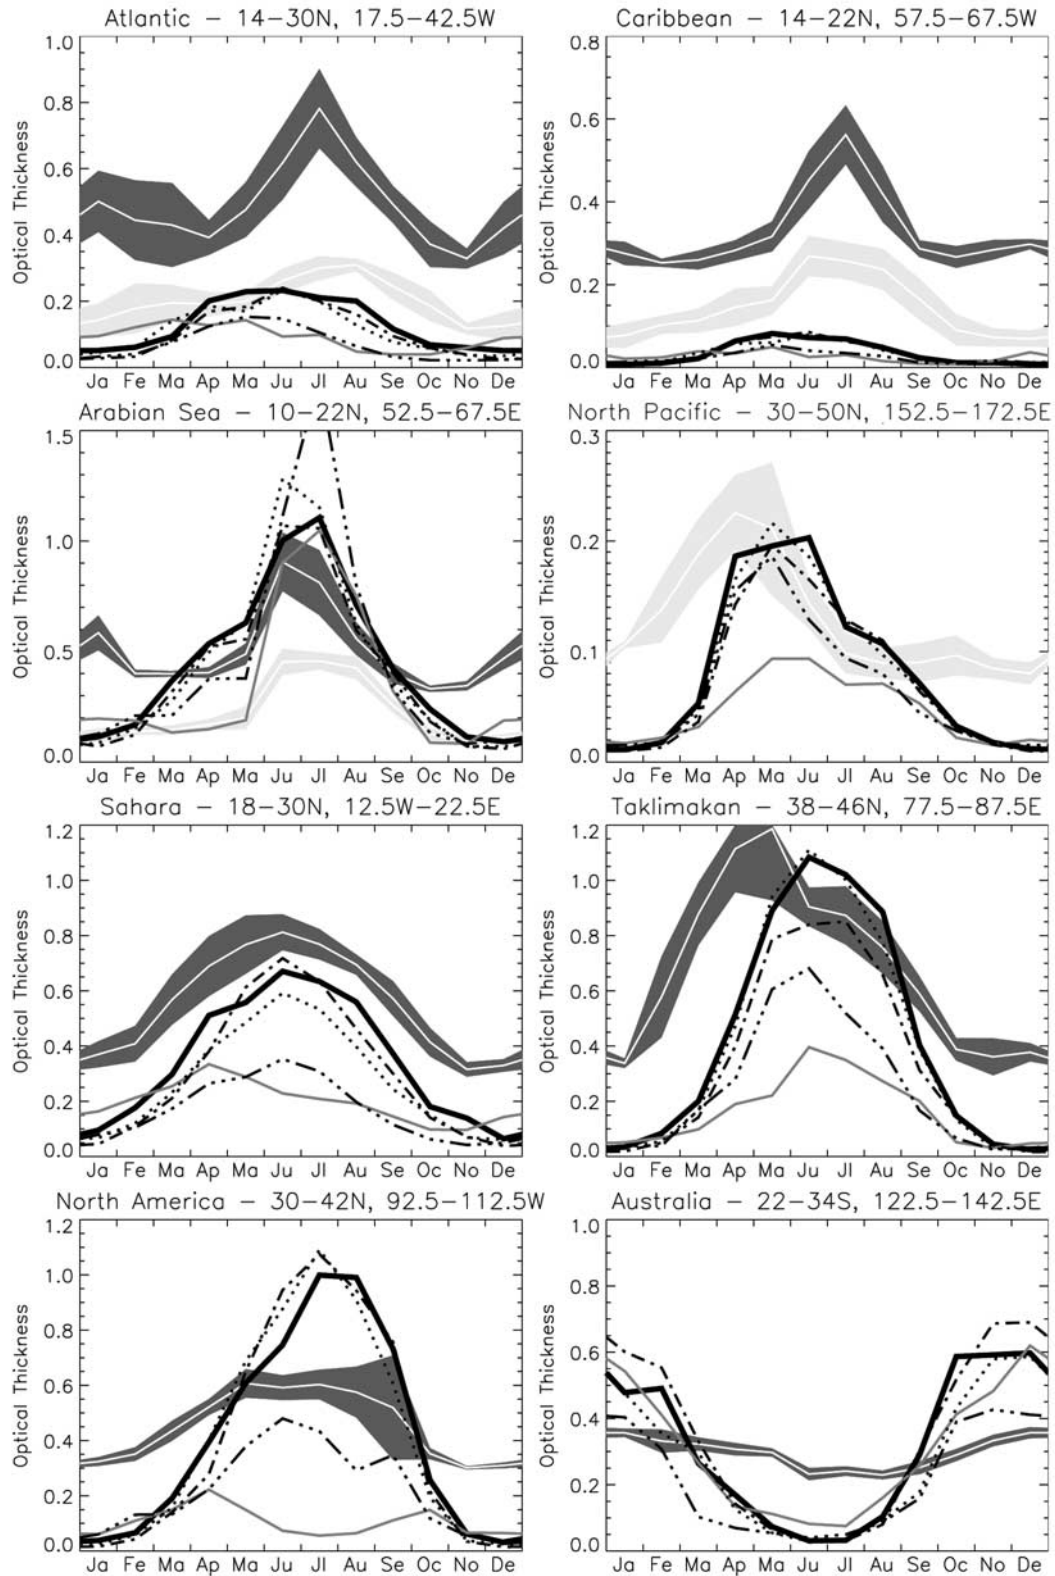 Atlantic – 14–30N, 17.5–42.5W
1.0
0.8
0.6
0.4
0.2
0.0
Optical Thickness
Ja Fe Ma Ap Ma Ju Jl Au Se Oc No De
Caribbean – 14–22N, 57.5–67.5W
0.8
0.6
0.4
0.2
0.0
Optical Thickness
Ja Fe Ma Ap Ma Ju Jl Au Se Oc No De
Arabian Sea – 10–22N, 52.5–67.5E
1.5
1.0
0.5
0.0
Optical Thickness
Ja Fe Ma Ap Ma Ju Jl Au Se Oc No De
North Pacific – 30–50N, 152.5–172.5E
0.3
0.2
0.1
0.0
Optical Thickness
Ja Fe Ma Ap Ma Ju Jl Au Se Oc No De
Sahara – 18–30N, 12.5W–22.5E
1.2
1.0
0.8
0.6
0.4
0.2
0.0
Optical Thickness
Ja Fe Ma Ap Ma Ju Jl Au Se Oc No De
Taklimakan – 38–46N, 77.5–87.5E
1.2
1.0
0.8
0.6
0.4
0.2
0.0
Optical Thickness
Ja Fe Ma Ap Ma Ju Jl Au Se Oc No De
North America – 30–42N, 92.5–112.5W
1.2
1.0
0.8
0.6
0.4
0.2
0.0
Optical Thickness
Ja Fe Ma Ap Ma Ju Jl Au Se Oc No De
Australia – 22–34S, 122.5–142.5E
1.0
0.8
0.6
0.4
0.2
0.0
Optical Thickness
Ja Fe Ma Ap Ma Ju Jl Au Se Oc No De